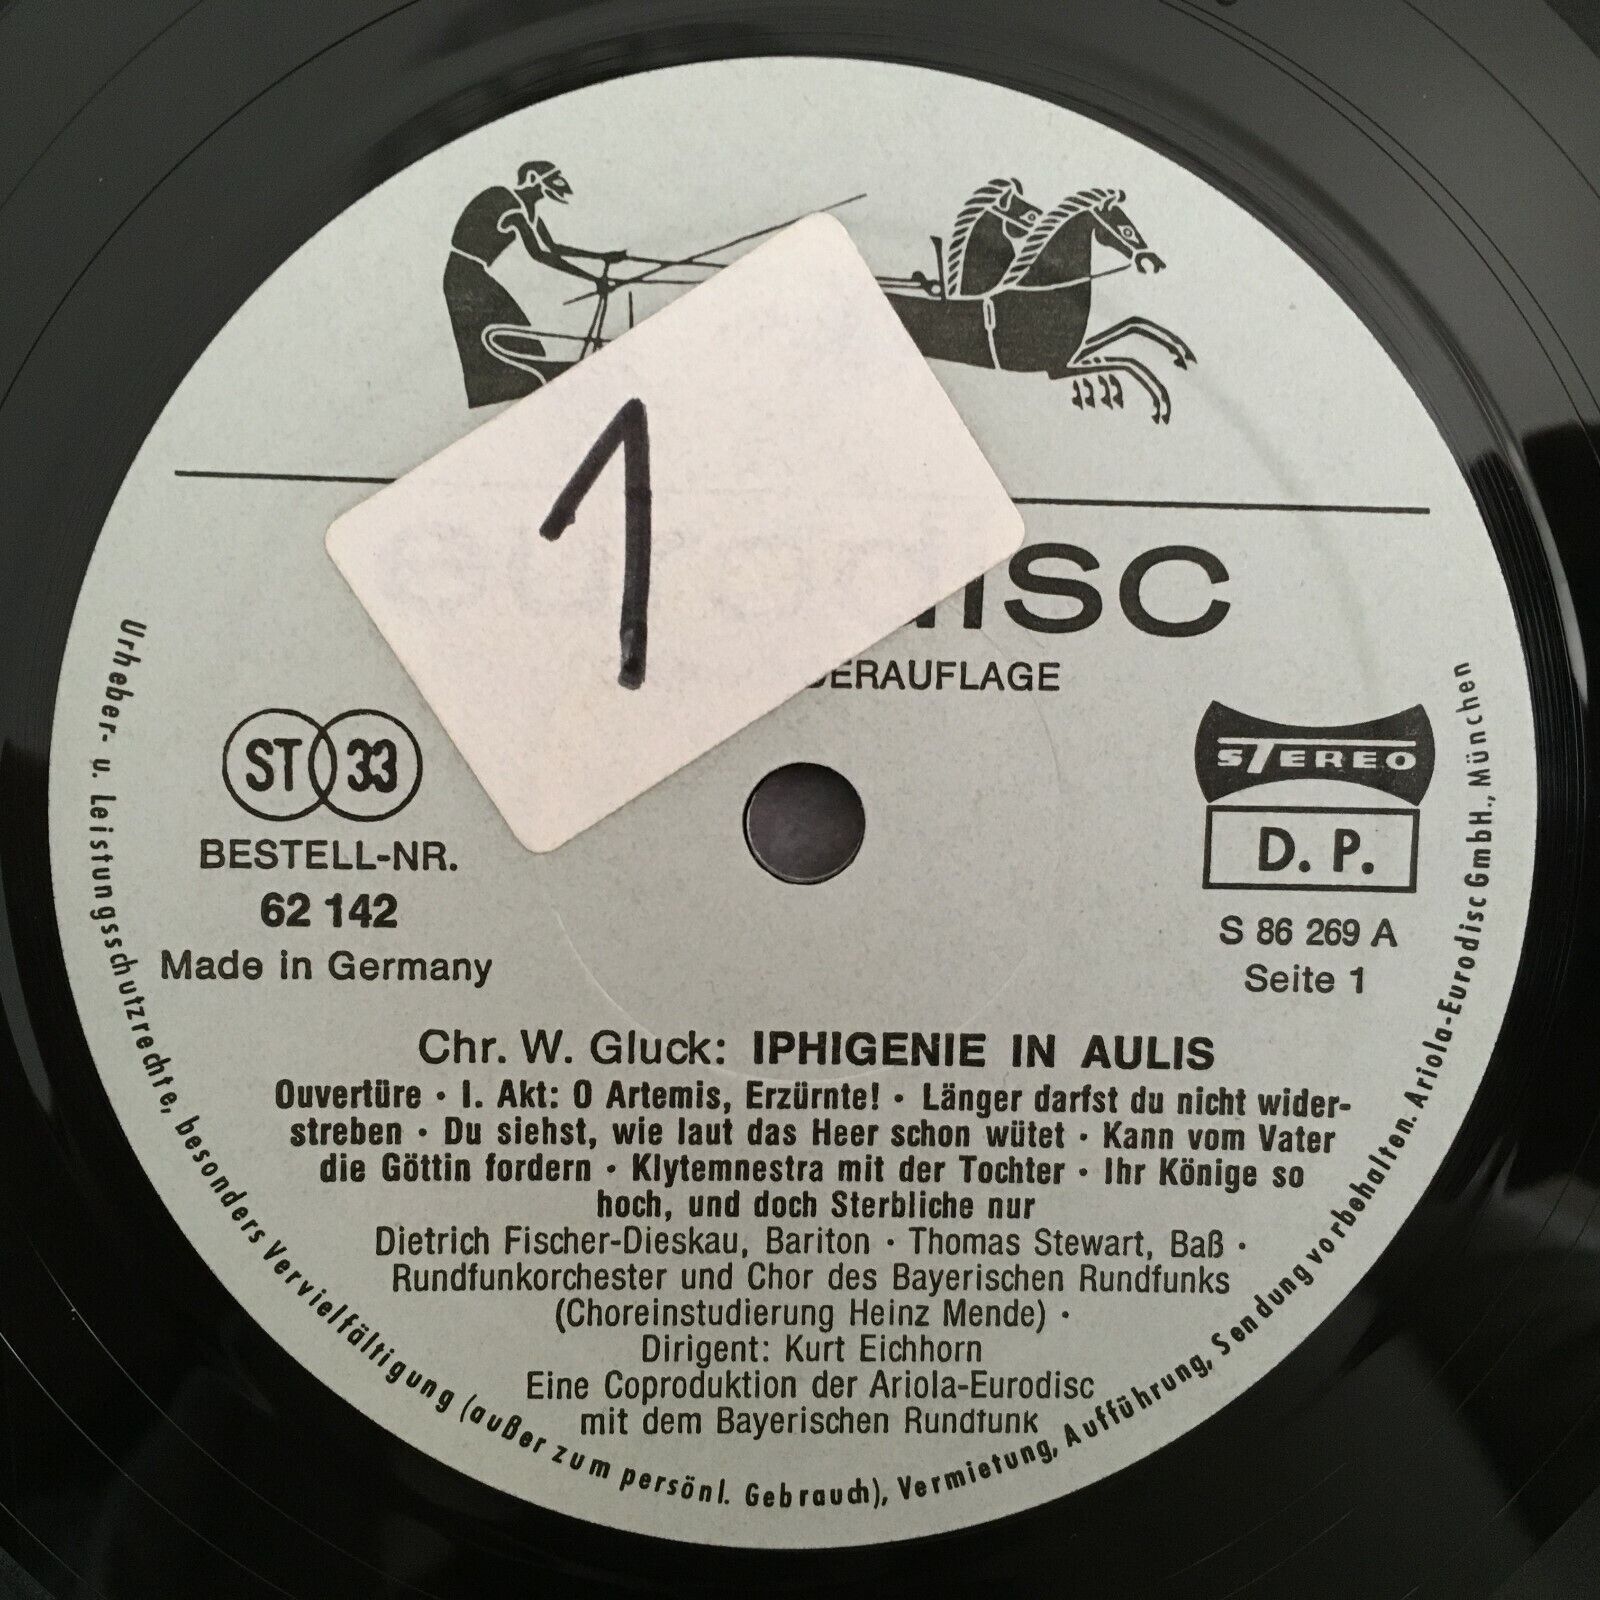 1
DISC
DERAUFLAGE
ST 33
STEREO
D. P.
BESTELL-NR.
62 142
Made in Germany
S 86 269 A
Seite 1
Chr. W. Gluck: IPHIGENIE IN AULIS
Ouvertüre · I. Akt: O Artemis, Erzürnte! · Länger darfst du nicht wider-
streben · Du siehst, wie laut das Heer schon wütet · Kann vom Vater
die Göttin fordern · Klytemnestra mit der Tochter · Ihr Könige so
hoch, und doch Sterbliche nur
Dietrich Fischer-Dieskau, Bariton · Thomas Stewart, Baß ·
Rundfunkorchester und Chor des Bayerischen Rundfunks
(Choreinstudierung Heinz Mende) ·
Dirigent: Kurt Eichhorn
Eine Coproduktion der Ariola-Eurodisc
mit dem Bayerischen Rundfunk
Urheber- u. Leistungsschutzrechte, besonders Vervielfältigung (außer zum persönl. Gebrauch), Vermietung, Aufführung, Sendung vorbehalten. Ariola-Eurodisc GmbH., München